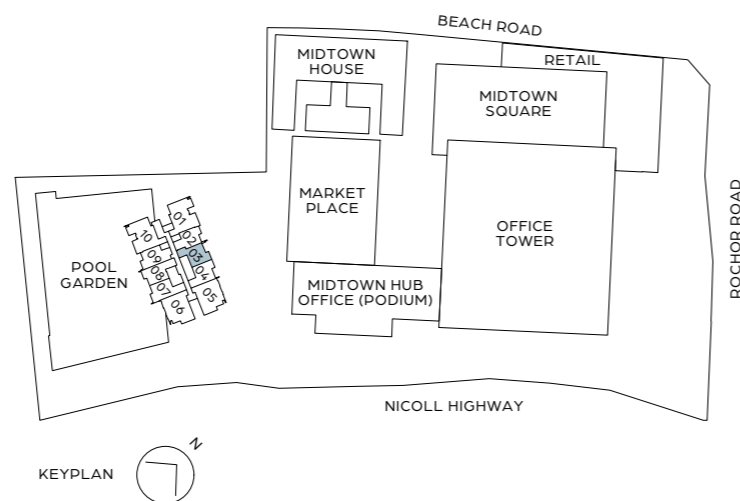 BEACH ROAD
MIDTOWN
HOUSE
RETAIL
MIDTOWN
SQUARE
MARKET
PLACE
OFFICE
TOWER
ROCHOR ROAD
01
02
03
04
05
10
09
08
07
06
POOL
GARDEN
MIDTOWN HUB
OFFICE (PODIUM)
NICOLL HIGHWAY
KEYPLAN
N